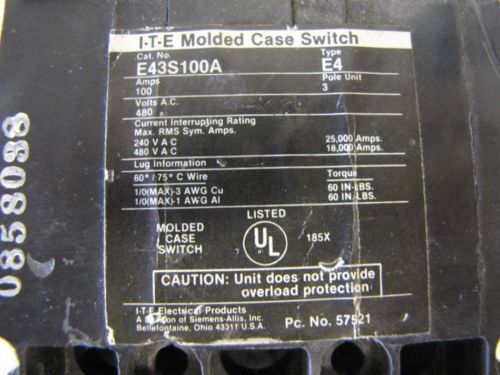 I-T-E Molded Case Switch
Cat. No. Type
E43S100A E4
Amps Pole Unit
100 3
Volts A.C.
480
Current Interrupting Rating
Max. RMS Sym. Amps.
240 V A C 25,000 Amps.
480 V A C 18,000 Amps.
Lug Information
60° / 75° C Wire Torque
1/0(MAX)-3 AWG Cu 60 IN-LBS.
1/0(MAX)-1 AWG Al 60 IN-LBS.
LISTED
MOLDED
CASE
SWITCH
UL
185X
CAUTION: Unit does not provide
overload protection
I-T-E Electrical Products
A of Siemens-Allis, Inc.
Bellefontaine, Ohio 43311 U.S.A.
Pc. No. 57521
0858088